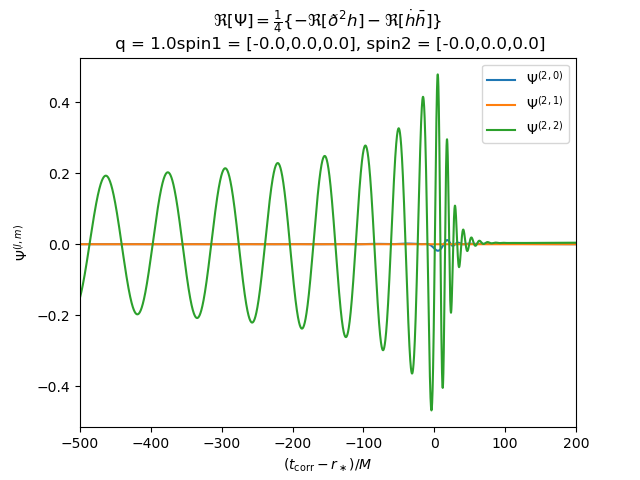 ℜ[Ψ] = 1/4{−ℜ[ð²h] − ℜ[ḣh̄]}
q = 1.0spin1 = [-0.0,0.0,0.0], spin2 = [-0.0,0.0,0.0]
Ψ^(2,0)
Ψ^(2,1)
Ψ^(2,2)
0.4
0.2
0.0
−0.2
−0.4
Ψ^(l,m)
−500 −400 −300 −200 −100 0 100 200
(t_corr − r_∗)/M